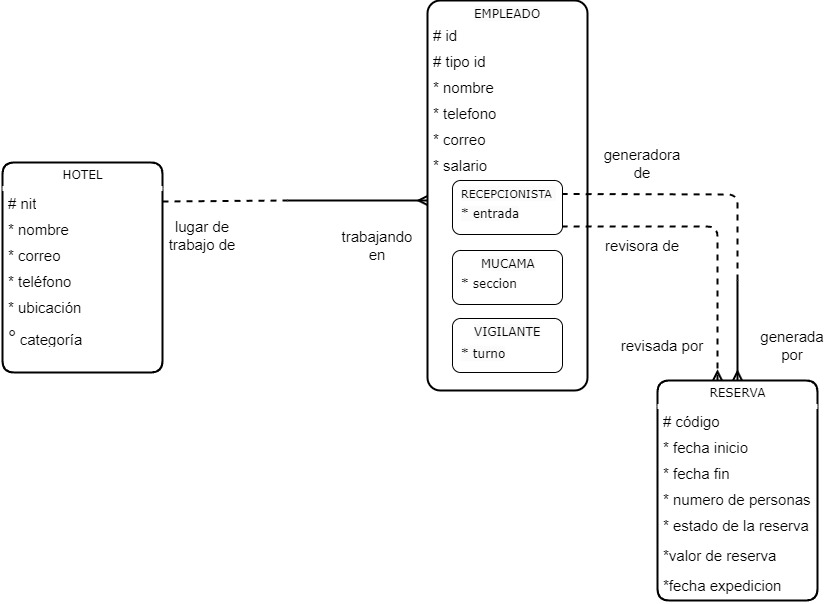 EMPLEADO
# id
# tipo id
* nombre
* telefono
* correo
* salario
RECEPCIONISTA
* entrada
MUCAMA
* seccion
VIGILANTE
* turno
HOTEL
# nit
* nombre
* correo
* teléfono
* ubicación
° categoría
lugar de
trabajo de
trabajando
en
generadora
de
revisora de
revisada por
generada
por
RESERVA
# código
* fecha inicio
* fecha fin
* numero de personas
* estado de la reserva
*valor de reserva
*fecha expedicion